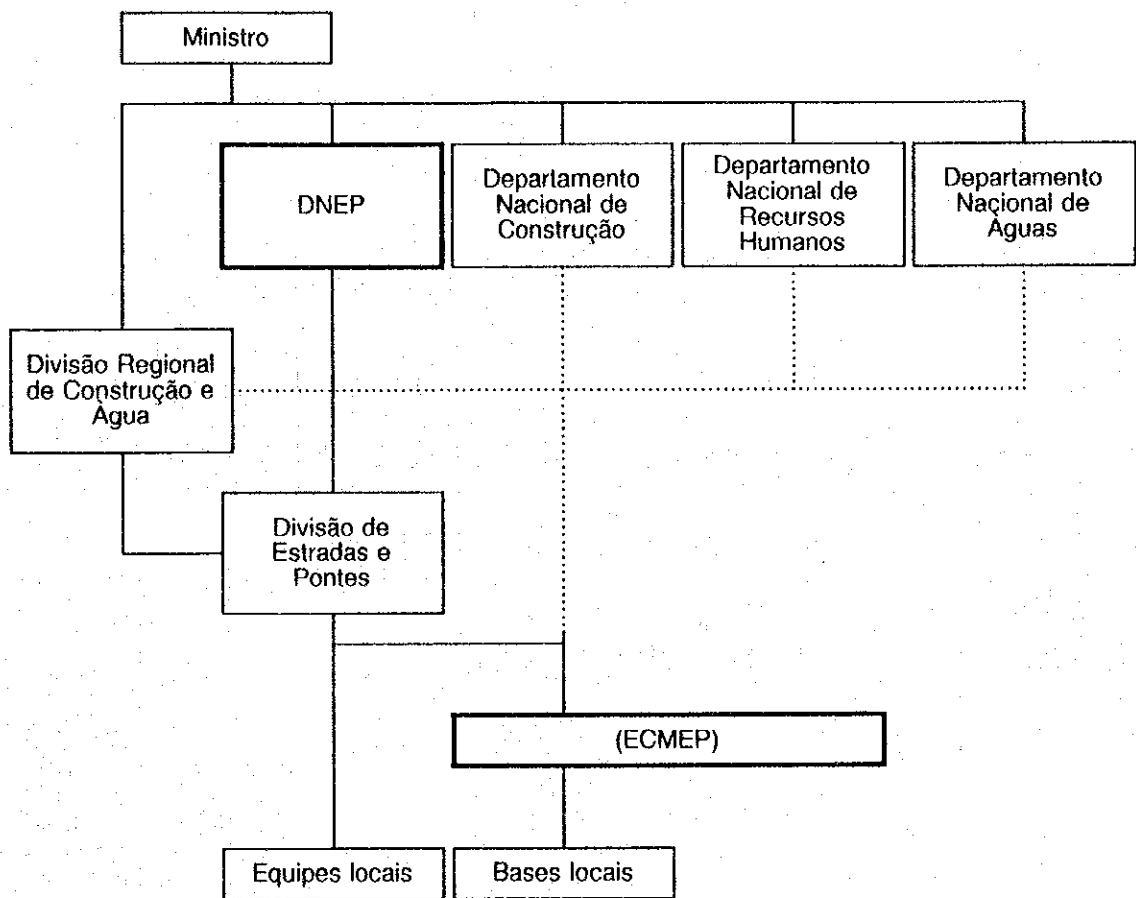 Ministro
DNEP
Departamento
Nacional de
Construção
Departamento
Nacional de
Recursos
Humanos
Departamento
Nacional de
Águas
Divisão Regional
de Construção e
Água
Divisão de
Estradas e
Pontes
(ECMEP)
Equipes locais
Bases locais